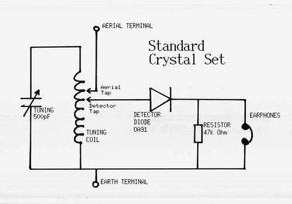 AERIAL TERMINAL
Standard
Crystal Set
Aerial
Tap
Detector
Tap
TUNING
500pF
TUNING
COIL
DETECTOR
DIODE
OA91
RESISTOR
47k Ohm
EARPHONES
EARTH TERMINAL